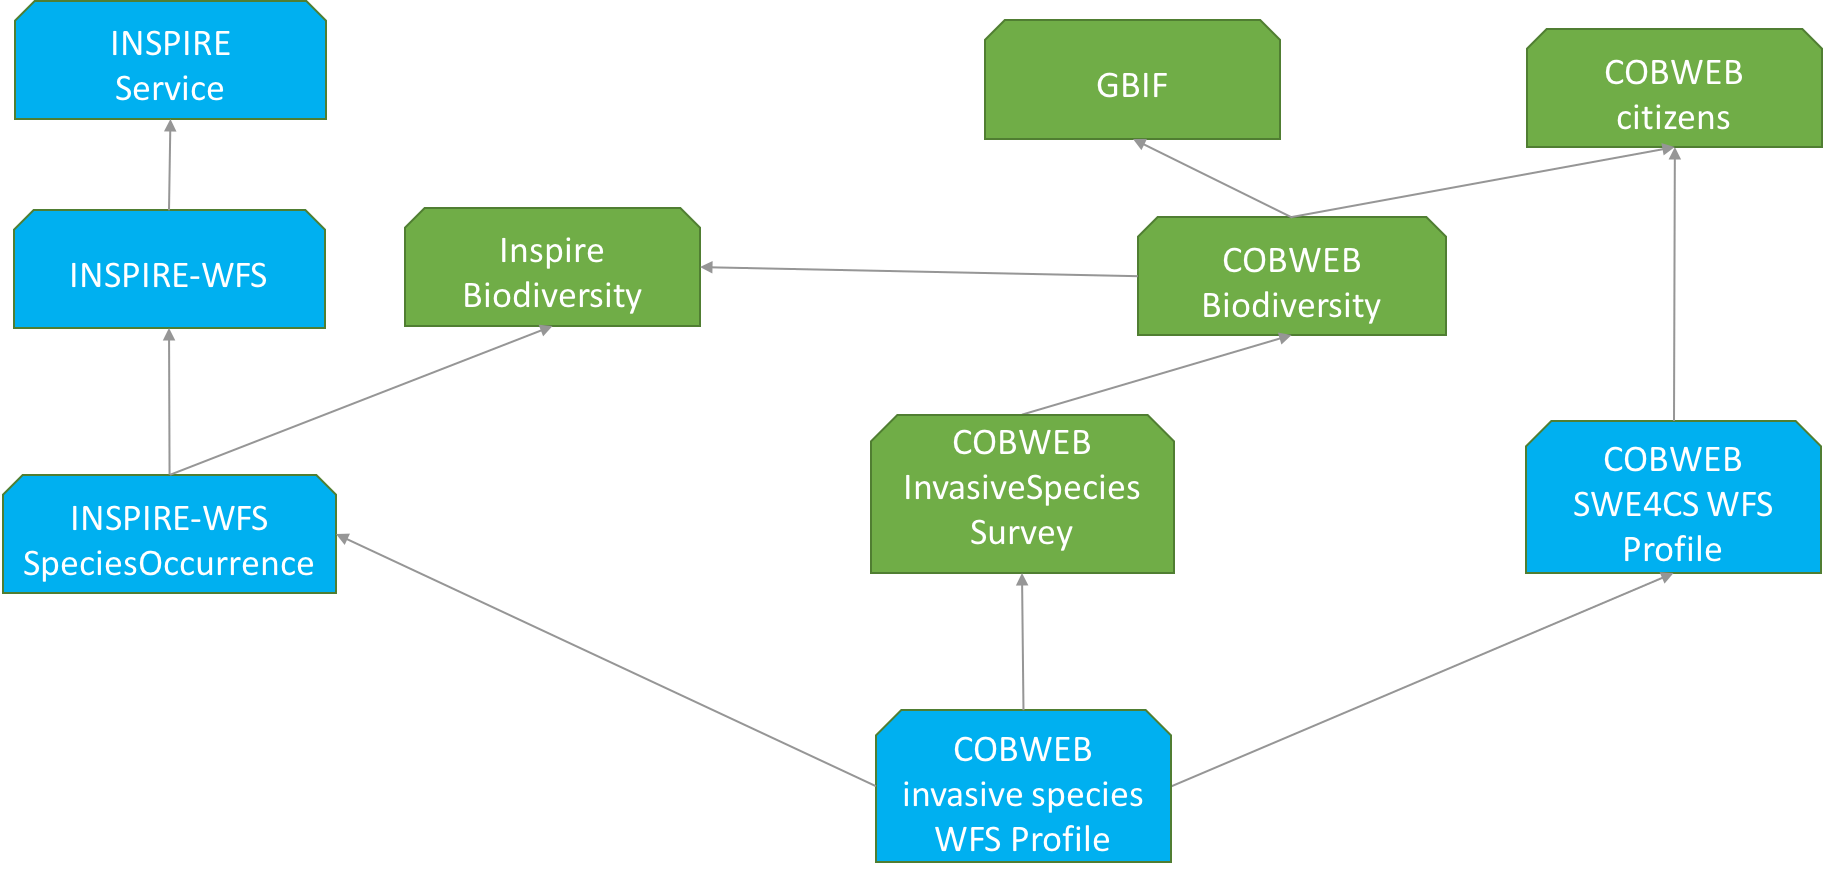 INSPIRE
Service
GBIF
COBWEB
citizens
INSPIRE-WFS
Inspire
Biodiversity
COBWEB
Biodiversity
INSPIRE-WFS
SpeciesOccurrence
COBWEB
InvasiveSpecies
Survey
COBWEB
SWE4CS WFS
Profile
COBWEB
invasive species
WFS Profile